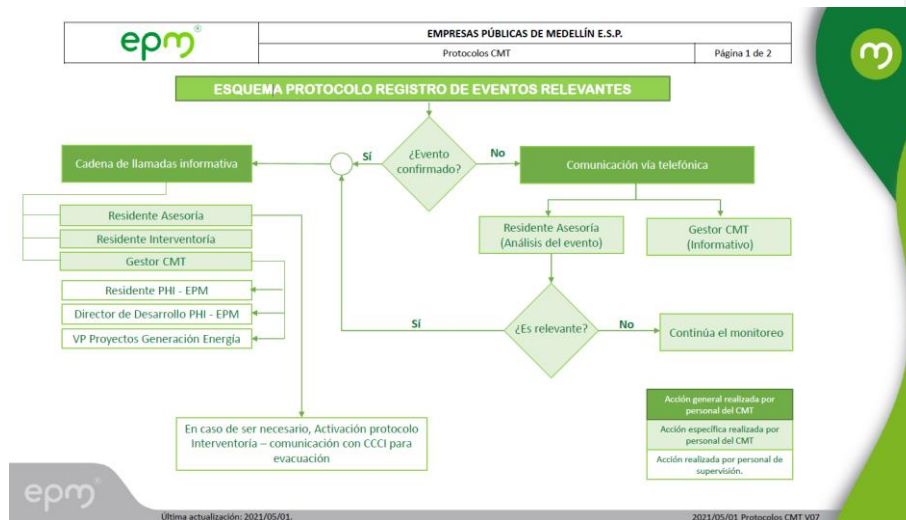 epm®
EMPRESAS PÚBLICAS DE MEDELLÍN E.S.P.
Protocolos CMT
Página 1 de 2
ESQUEMA PROTOCOLO REGISTRO DE EVENTOS RELEVANTES
Cadena de llamadas informativa
Sí
¿Evento
confirmado?
No
Comunicación vía telefónica
Residente Asesoría
Residente Interventoría
Gestor CMT
Residente PHI - EPM
Director de Desarrollo PHI - EPM
VP Proyectos Generación Energía
Residente Asesoría
(Análisis del evento)
Gestor CMT
(Informativo)
Sí
¿Es relevante?
No
Continúa el monitoreo
En caso de ser necesario, Activación protocolo
Interventoría – comunicación con CCCI para
evacuación
Acción general realizada por
personal del CMT
Acción específica realizada por
personal del CMT
Acción realizada por personal de
supervisión.
epm®
Última actualización: 2021/05/01.
2021/05/01 Protocolos CMT V07